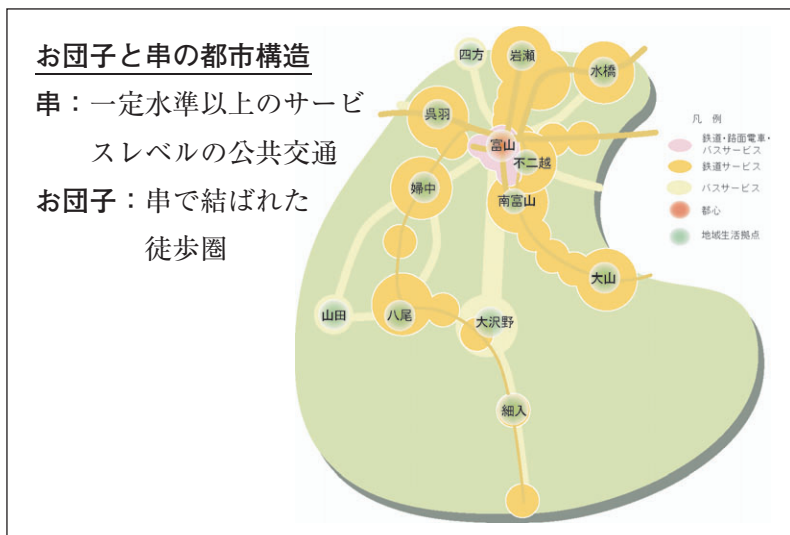 お団子と串の都市構造
串：一定水準以上のサービ
スレベルの公共交通
お団子：串で結ばれた
徒歩圏
四方
岩瀬
水橋
呉羽
富山
不二越
婦中
南富山
大山
山田
八尾
大沢野
細入
凡 例
鉄道・路面電車・
バスサービス
鉄道サービス
バスサービス
都心
地域生活拠点